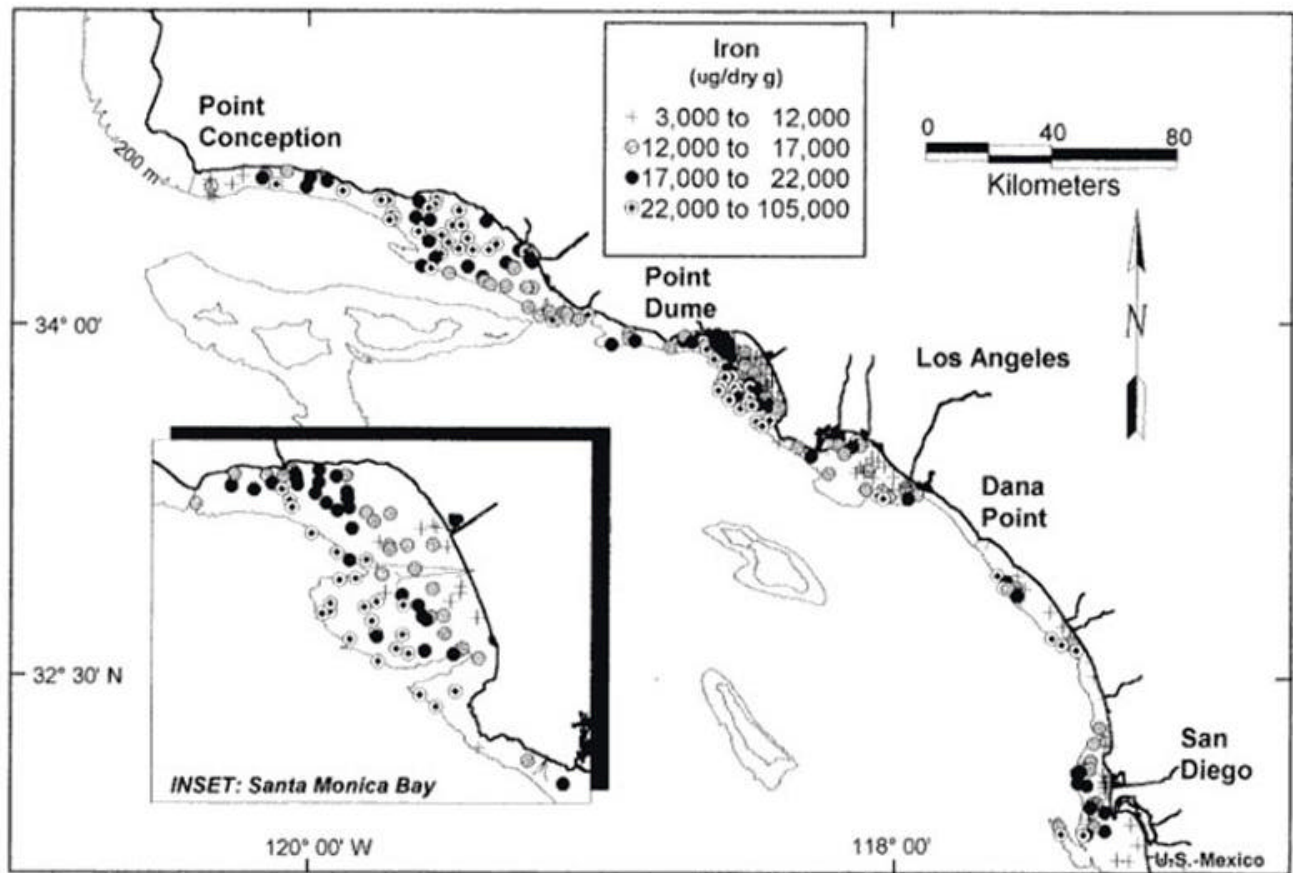 Iron
(ug/dry g)
3,000 to 12,000
12,000 to 17,000
17,000 to 22,000
22,000 to 105,000
0 40 80
Kilometers
N
Point
Conception
200 m
Point
Dume
34° 00'
Los Angeles
Dana
Point
32° 30' N
San
Diego
INSET: Santa Monica Bay
120° 00' W
118° 00'
U.S.-Mexico